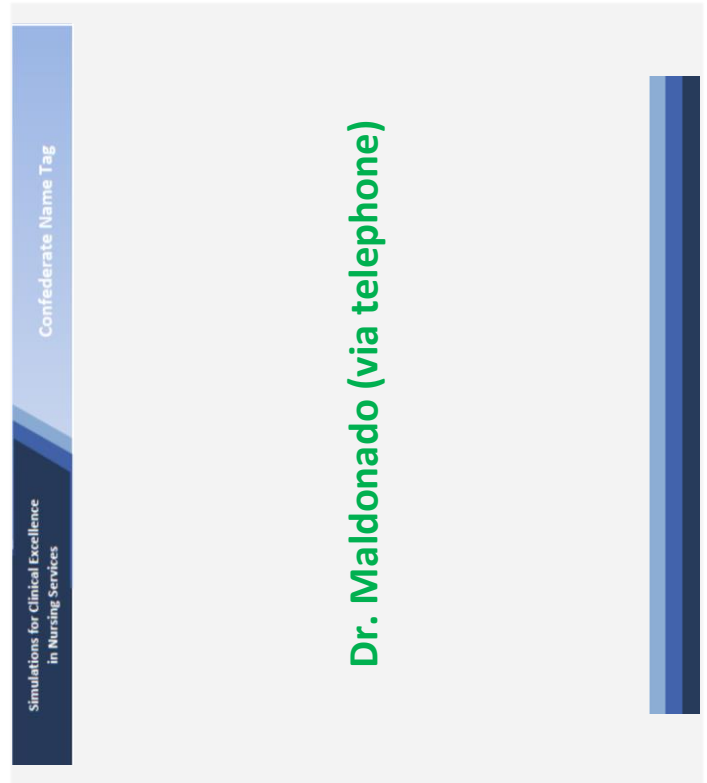 Simulations for Clinical Excellence
in Nursing Services
Confederate Name Tag
Dr. Maldonado (via telephone)